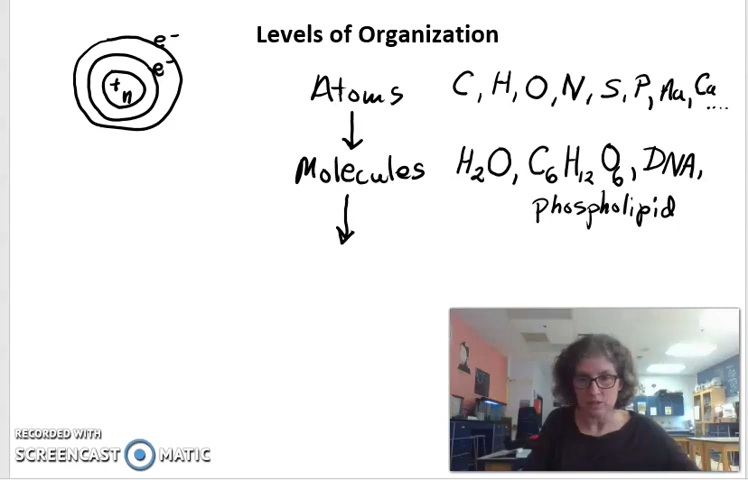 Levels of Organization
e⁻
e⁻
+
n
Atoms C, H, O, N, S, P, Na, Ca....
Molecules H₂O, C₆H₁₂O₆, DNA,
phospholipid
RECORDED WITH
SCREENCAST MATIC